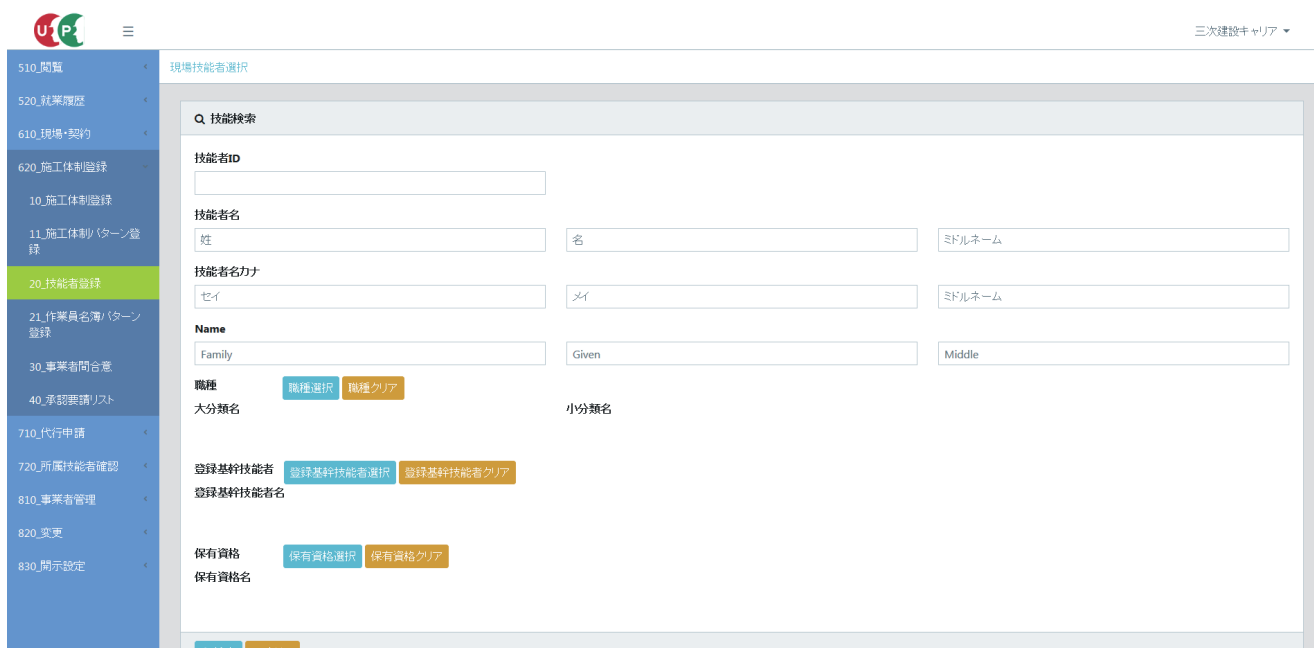 U P
三次建設キャリア
510_閲覧
現場技能者選択
520_就業履歴
610_現場・契約
620_施工体制登録
10_施工体制登録
11_施工体制パターン登
録
20_技能者登録
21_作業員名簿パターン
登録
30_事業者間合意
40_承認要請リスト
710_代行申請
720_所属技能者確認
810_事業者管理
820_変更
830_開示設定
技能検索
技能者ID
技能者名
姓 名 ミドルネーム
技能者名カナ
セイ メイ ミドルネーム
Name
Family Given Middle
職種 職種選択 職種クリア
大分類名 小分類名
登録基幹技能者 登録基幹技能者選択 登録基幹技能者クリア
登録基幹技能者名
保有資格 保有資格選択 保有資格クリア
保有資格名